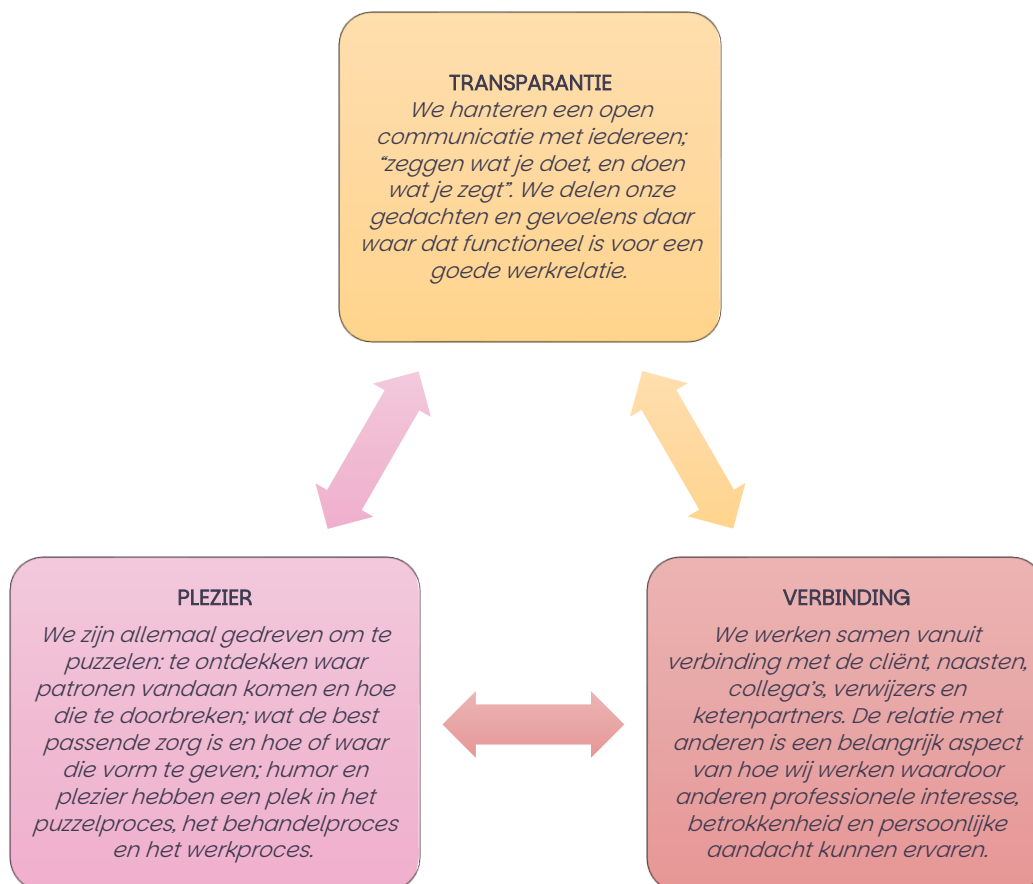 TRANSPARANTIE
We hanteren een open
communicatie met iedereen;
“zeggen wat je doet, en doen
wat je zegt”. We delen onze
gedachten en gevoelens daar
waar dat functioneel is voor een
goede werkrelatie.
PLEZIER
We zijn allemaal gedreven om te
puzzelen: te ontdekken waar
patronen vandaan komen en hoe
die te doorbreken; wat de best
passende zorg is en hoe of waar
die vorm te geven; humor en
plezier hebben een plek in het
puzzelproces, het behandelproces
en het werkproces.
VERBINDING
We werken samen vanuit
verbinding met de cliënt, naasten,
collega’s, verwijzers en
ketenpartners. De relatie met
anderen is een belangrijk aspect
van hoe wij werken waardoor
anderen professionele interesse,
betrokkenheid en persoonlijke
aandacht kunnen ervaren.